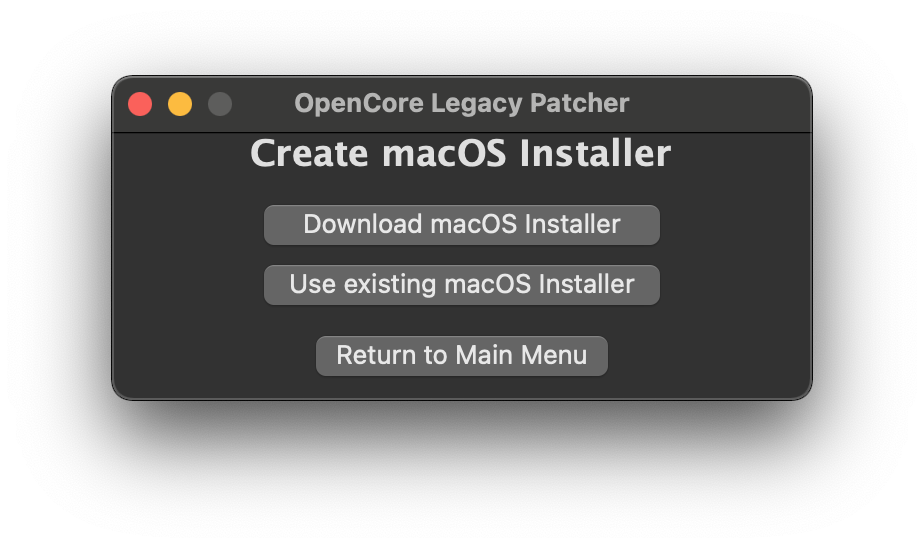 OpenCore Legacy Patcher
Create macOS Installer
Download macOS Installer
Use existing macOS Installer
Return to Main Menu